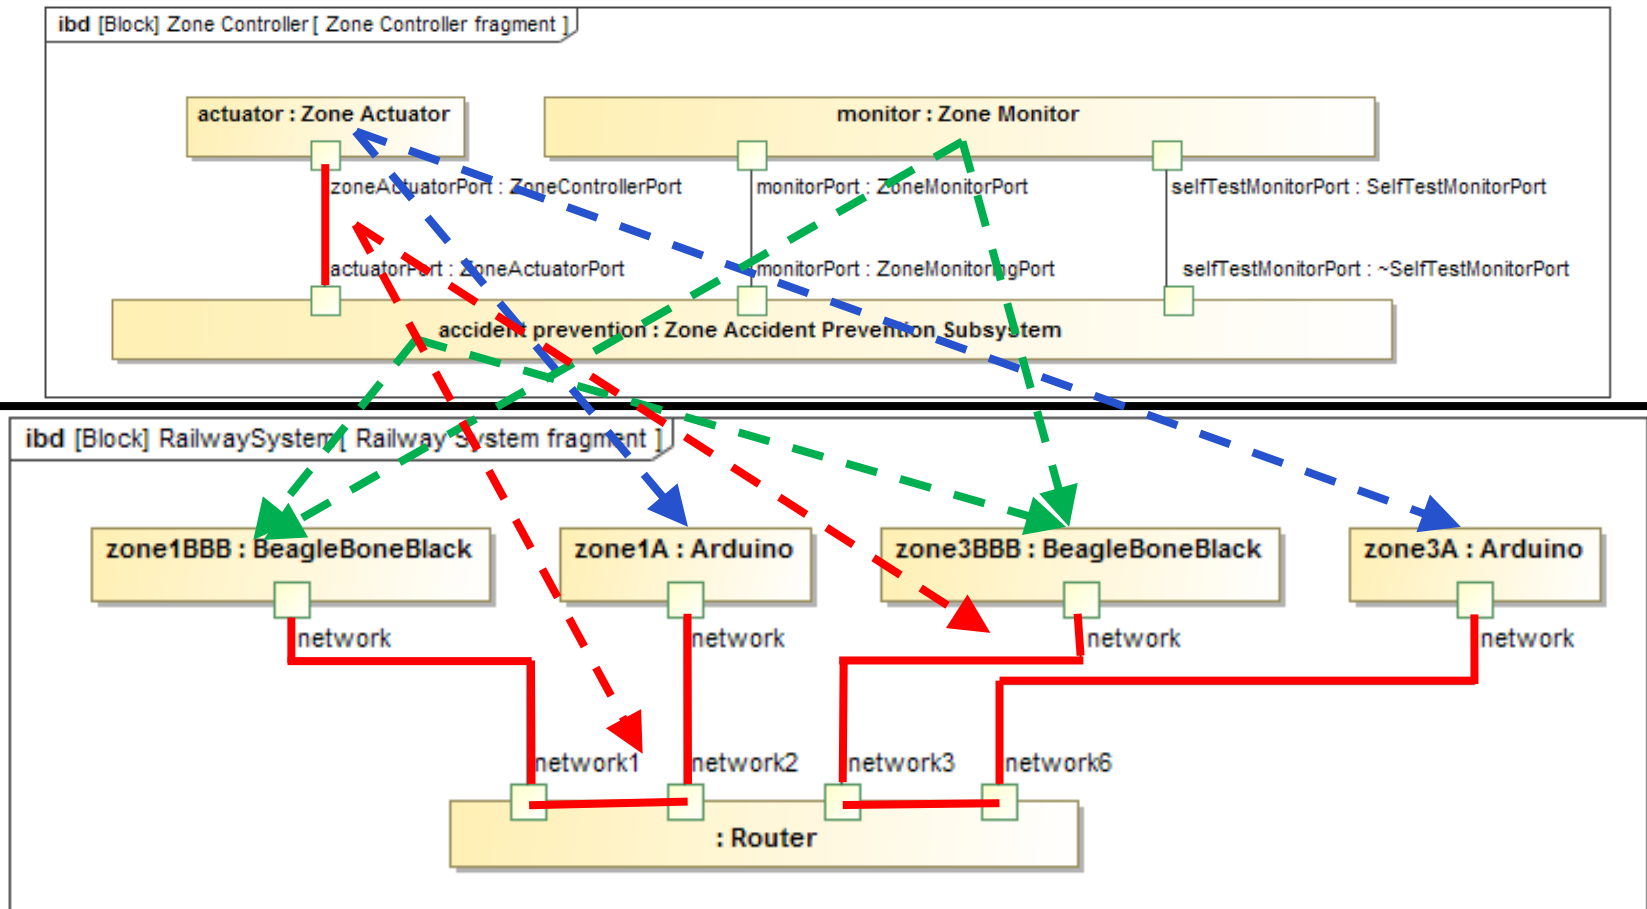 ibd [Block] Zone Controller[ Zone Controller fragment ]
actuator : Zone Actuator
monitor : Zone Monitor
zoneActuatorPort : ZoneControllerPort
monitorPort : ZoneMonitorPort
selfTestMonitorPort : SelfTestMonitorPort
actuatorPort : ZoneActuatorPort
monitorPort : ZoneMonitoringPort
selfTestMonitorPort : ~SelfTestMonitorPort
accident prevention : Zone Accident Prevention Subsystem
ibd [Block] RailwaySystem[ Railway System fragment ]
zone1BBB : BeagleBoneBlack
zone1A : Arduino
zone3BBB : BeagleBoneBlack
zone3A : Arduino
network
network
network
network
network1
network2
network3
network6
: Router